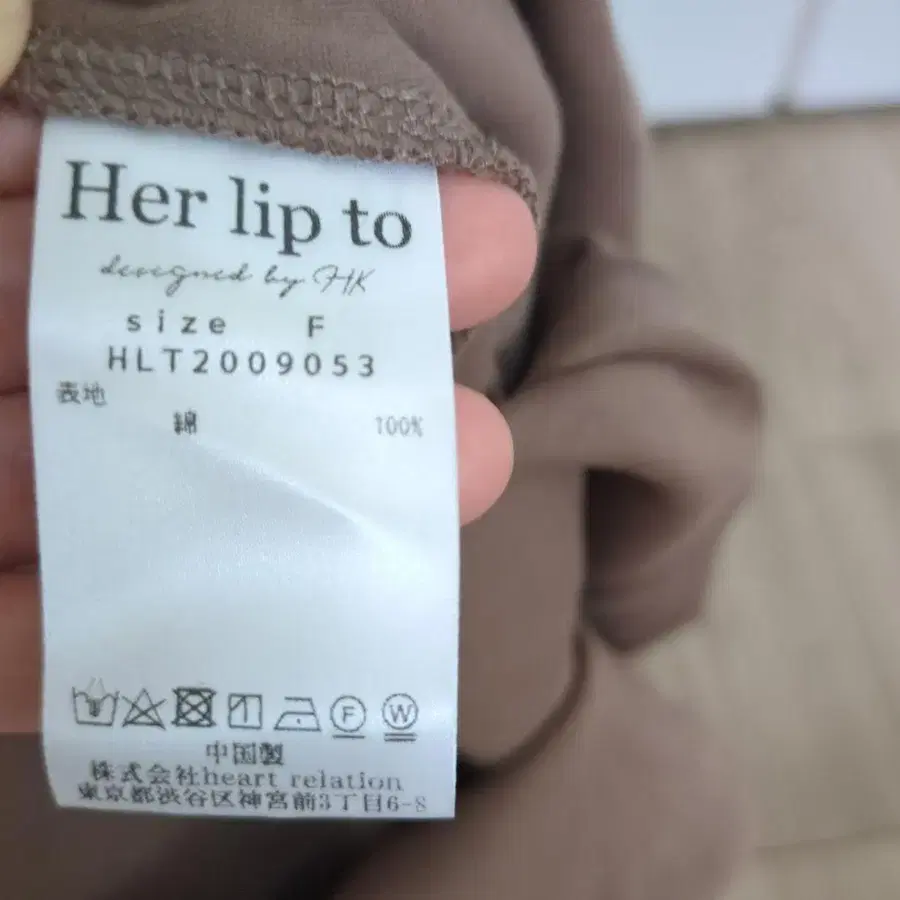 Her lip to
designed by HK
size F
HLT2009053
表地
綿 100%
F W
中国製
株式会社heart relation
東京都渋谷区神宮前3丁目6-8